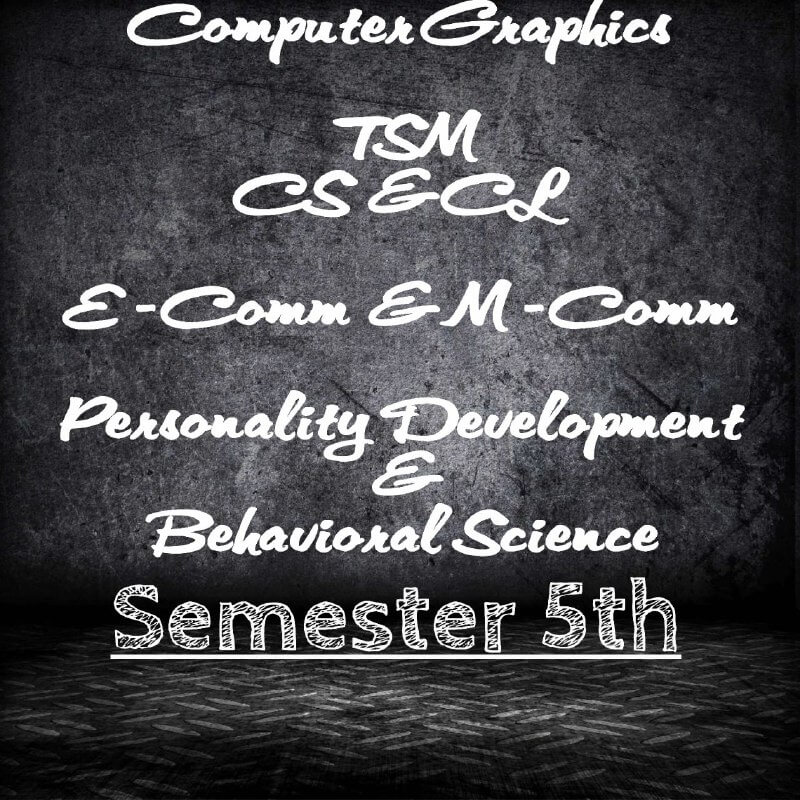 Computer Graphics
TSM
CS & CL
E-Comm & M-Comm
Personality Development
&
Behavioral Science
Semester 5th